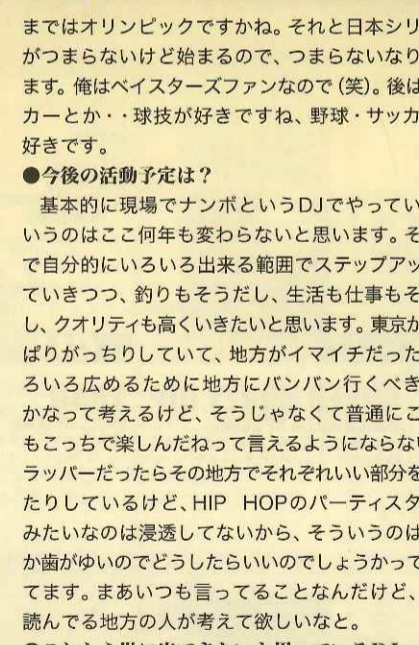 まではオリンピックですかね。それと日本シリ
がつまらないけど始まるので、つまらないなり
ます。俺はベイスターズファンなので(笑)。後は
カーとか・・球技が好きですね、野球・サッカ
好きです。
●今後の活動予定は？
　基本的に現場でナンボというDJでやってい
いうのはここ何年も変わらないと思います。そ
で自分的にいろいろ出来る範囲でステップアッ
ていきつつ、釣りもそうだし、生活も仕事もそ
し、クオリティも高くいきたいと思います。東京が
ぱりがっちりしていて、地方がイマイチだった
ろいろ広めるために地方にバンバン行くべき
かなって考えるけど、そうじゃなくて普通にこ
もこっちで楽しんだねって言えるようにならない
ラッパーだったらその地方でそれぞれいい部分を
たりしているけど、HIP　HOPのパーティスタ
みたいなのは浸透してないから、そういうのは
か歯がゆいのでどうしたらいいのでしょうかって
てます。まあいつも言ってることなんだけど、
読んでる地方の人が考えて欲しいなと。